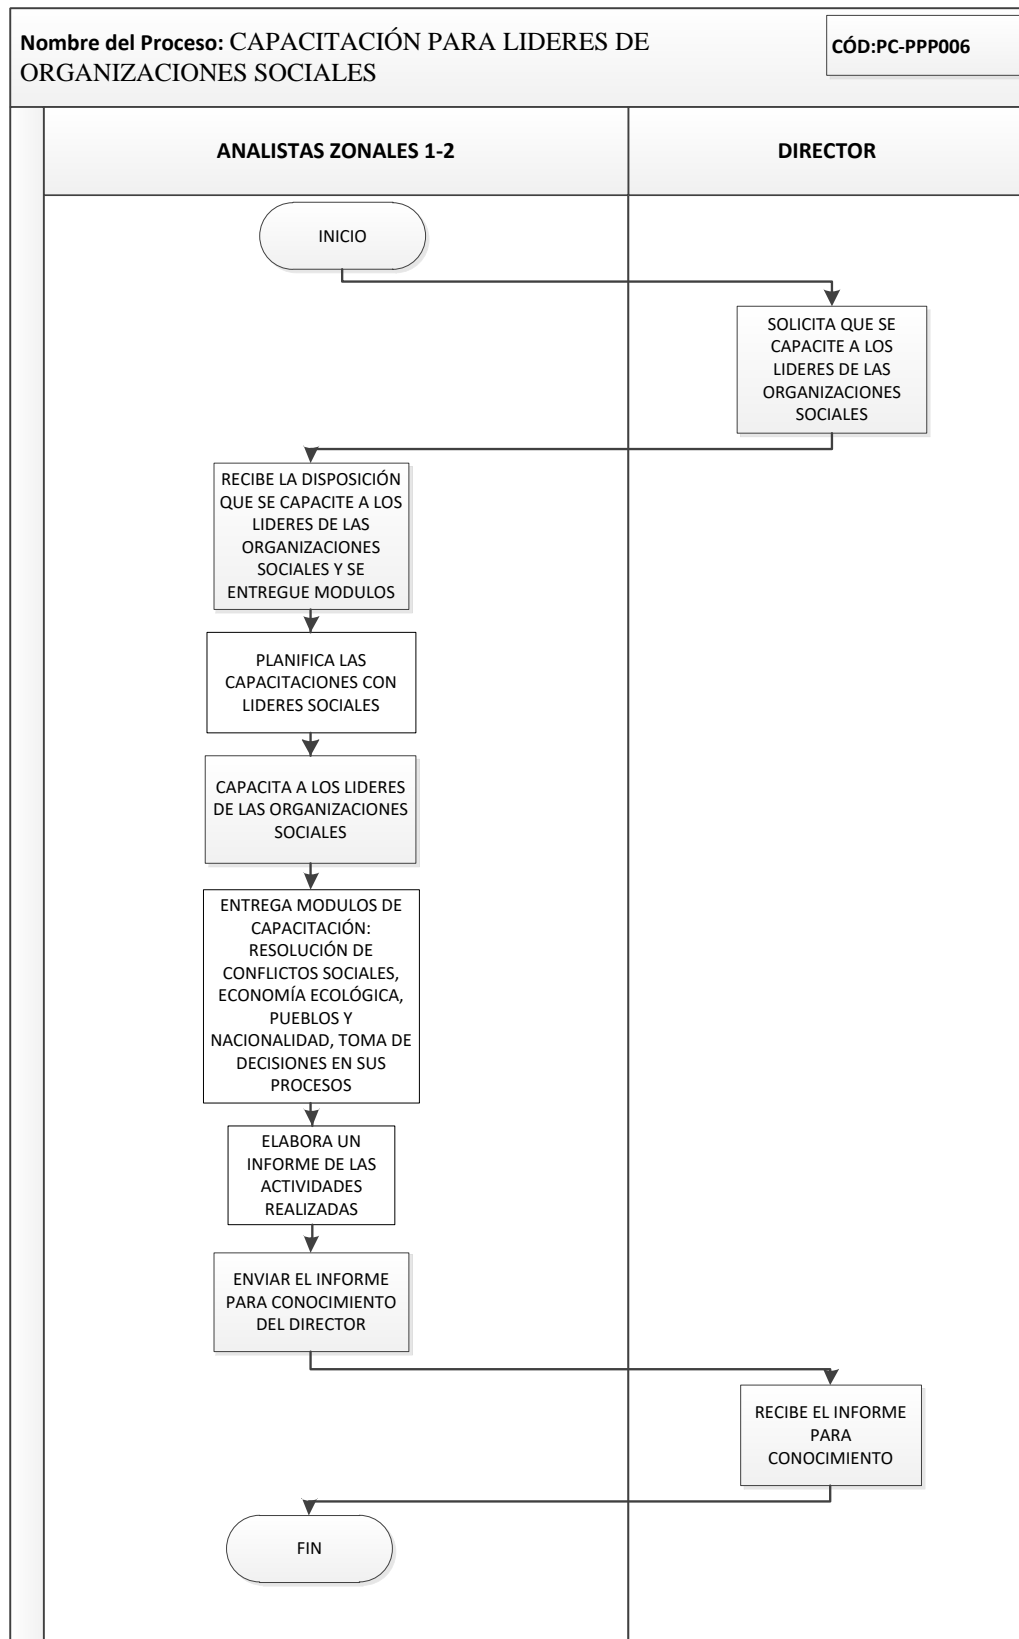 Nombre del Proceso: CAPACITACIÓN PARA LIDERES DE
ORGANIZACIONES SOCIALES
CÓD:PC-PPP006
ANALISTAS ZONALES 1-2
DIRECTOR
INICIO
SOLICITA QUE SE
CAPACITE A LOS
LIDERES DE LAS
ORGANIZACIONES
SOCIALES
RECIBE LA DISPOSICIÓN
QUE SE CAPACITE A LOS
LIDERES DE LAS
ORGANIZACIONES
SOCIALES Y SE
ENTREGUE MODULOS
PLANIFICA LAS
CAPACITACIONES CON
LIDERES SOCIALES
CAPACITA A LOS LIDERES
DE LAS ORGANIZACIONES
SOCIALES
ENTREGA MODULOS DE
CAPACITACIÓN:
RESOLUCIÓN DE
CONFLICTOS SOCIALES,
ECONOMÍA ECOLÓGICA,
PUEBLOS Y
NACIONALIDAD, TOMA DE
DECISIONES EN SUS
PROCESOS
ELABORA UN
INFORME DE LAS
ACTIVIDADES
REALIZADAS
ENVIAR EL INFORME
PARA CONOCIMIENTO
DEL DIRECTOR
RECIBE EL INFORME
PARA
CONOCIMIENTO
FIN